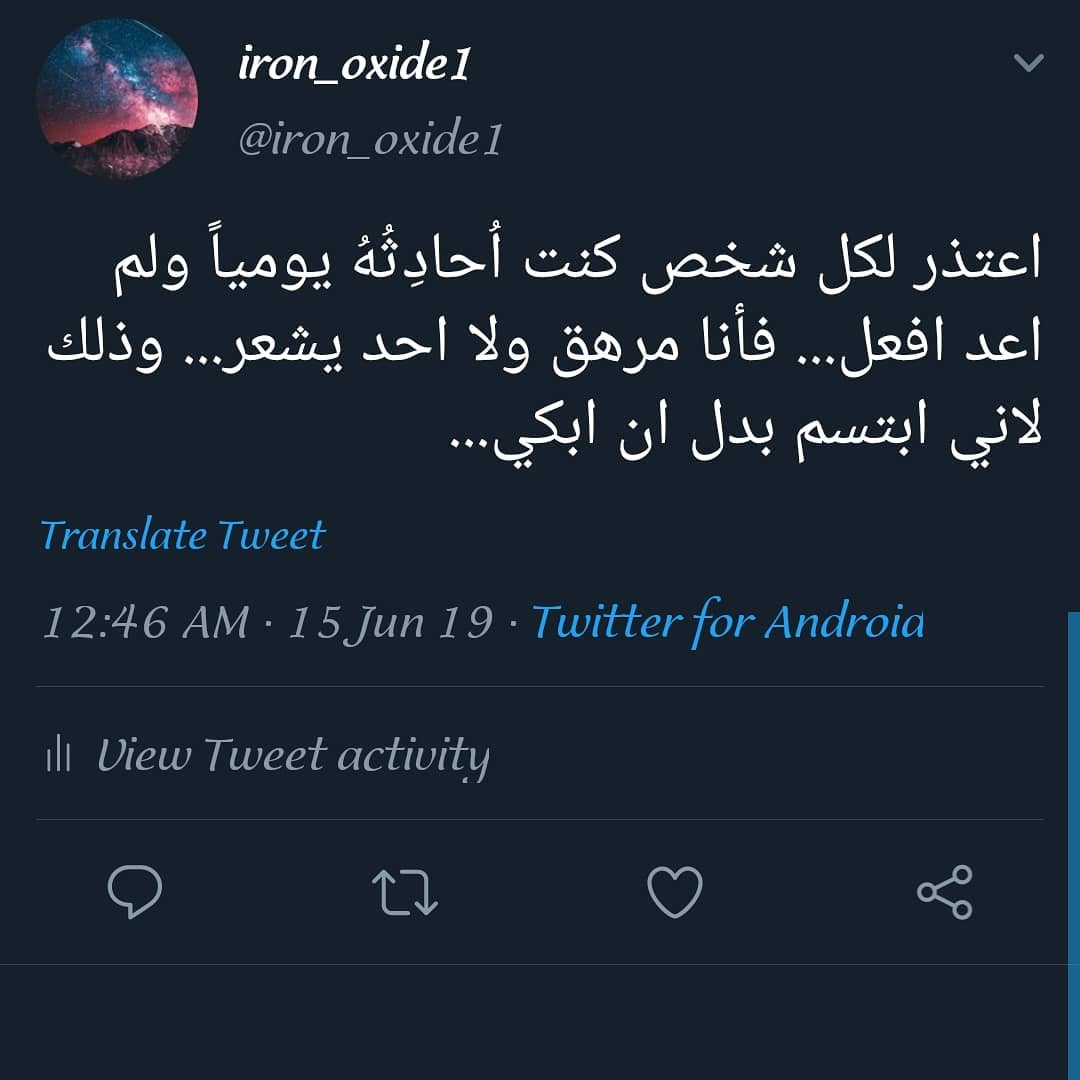 iron_oxide1
@iron_oxide1
اعتذر لكل شخص كنت أُحادِثُهُ يومياً ولم
اعد افعل... فأنا مرهق ولا احد يشعر... وذلك
لاني ابتسم بدل ان ابكي...
Translate Tweet
12:46 AM · 15 Jun 19 · Twitter for Android
View Tweet activity